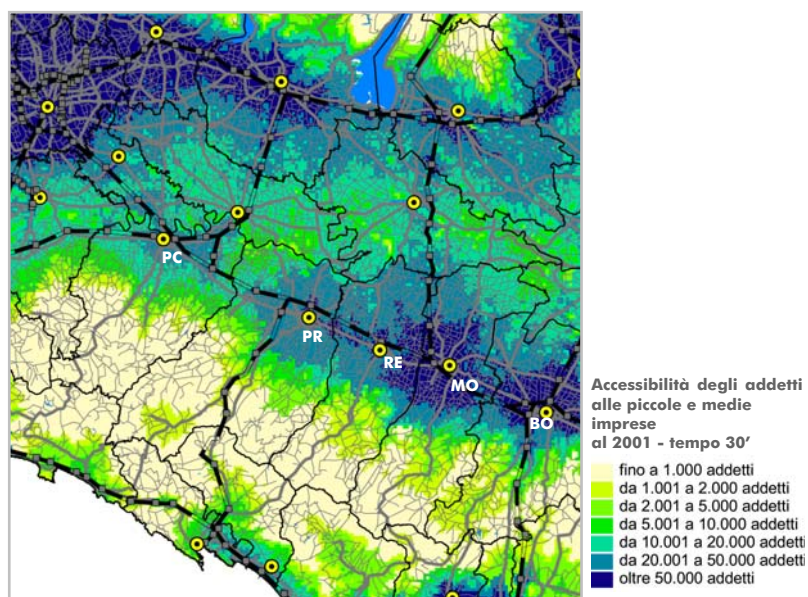 PC
PR
RE
MO
BO
Accessibilità degli addetti
alle piccole e medie
imprese
al 2001 - tempo 30'
fino a 1.000 addetti
da 1.001 a 2.000 addetti
da 2.001 a 5.000 addetti
da 5.001 a 10.000 addetti
da 10.001 a 20.000 addetti
da 20.001 a 50.000 addetti
oltre 50.000 addetti